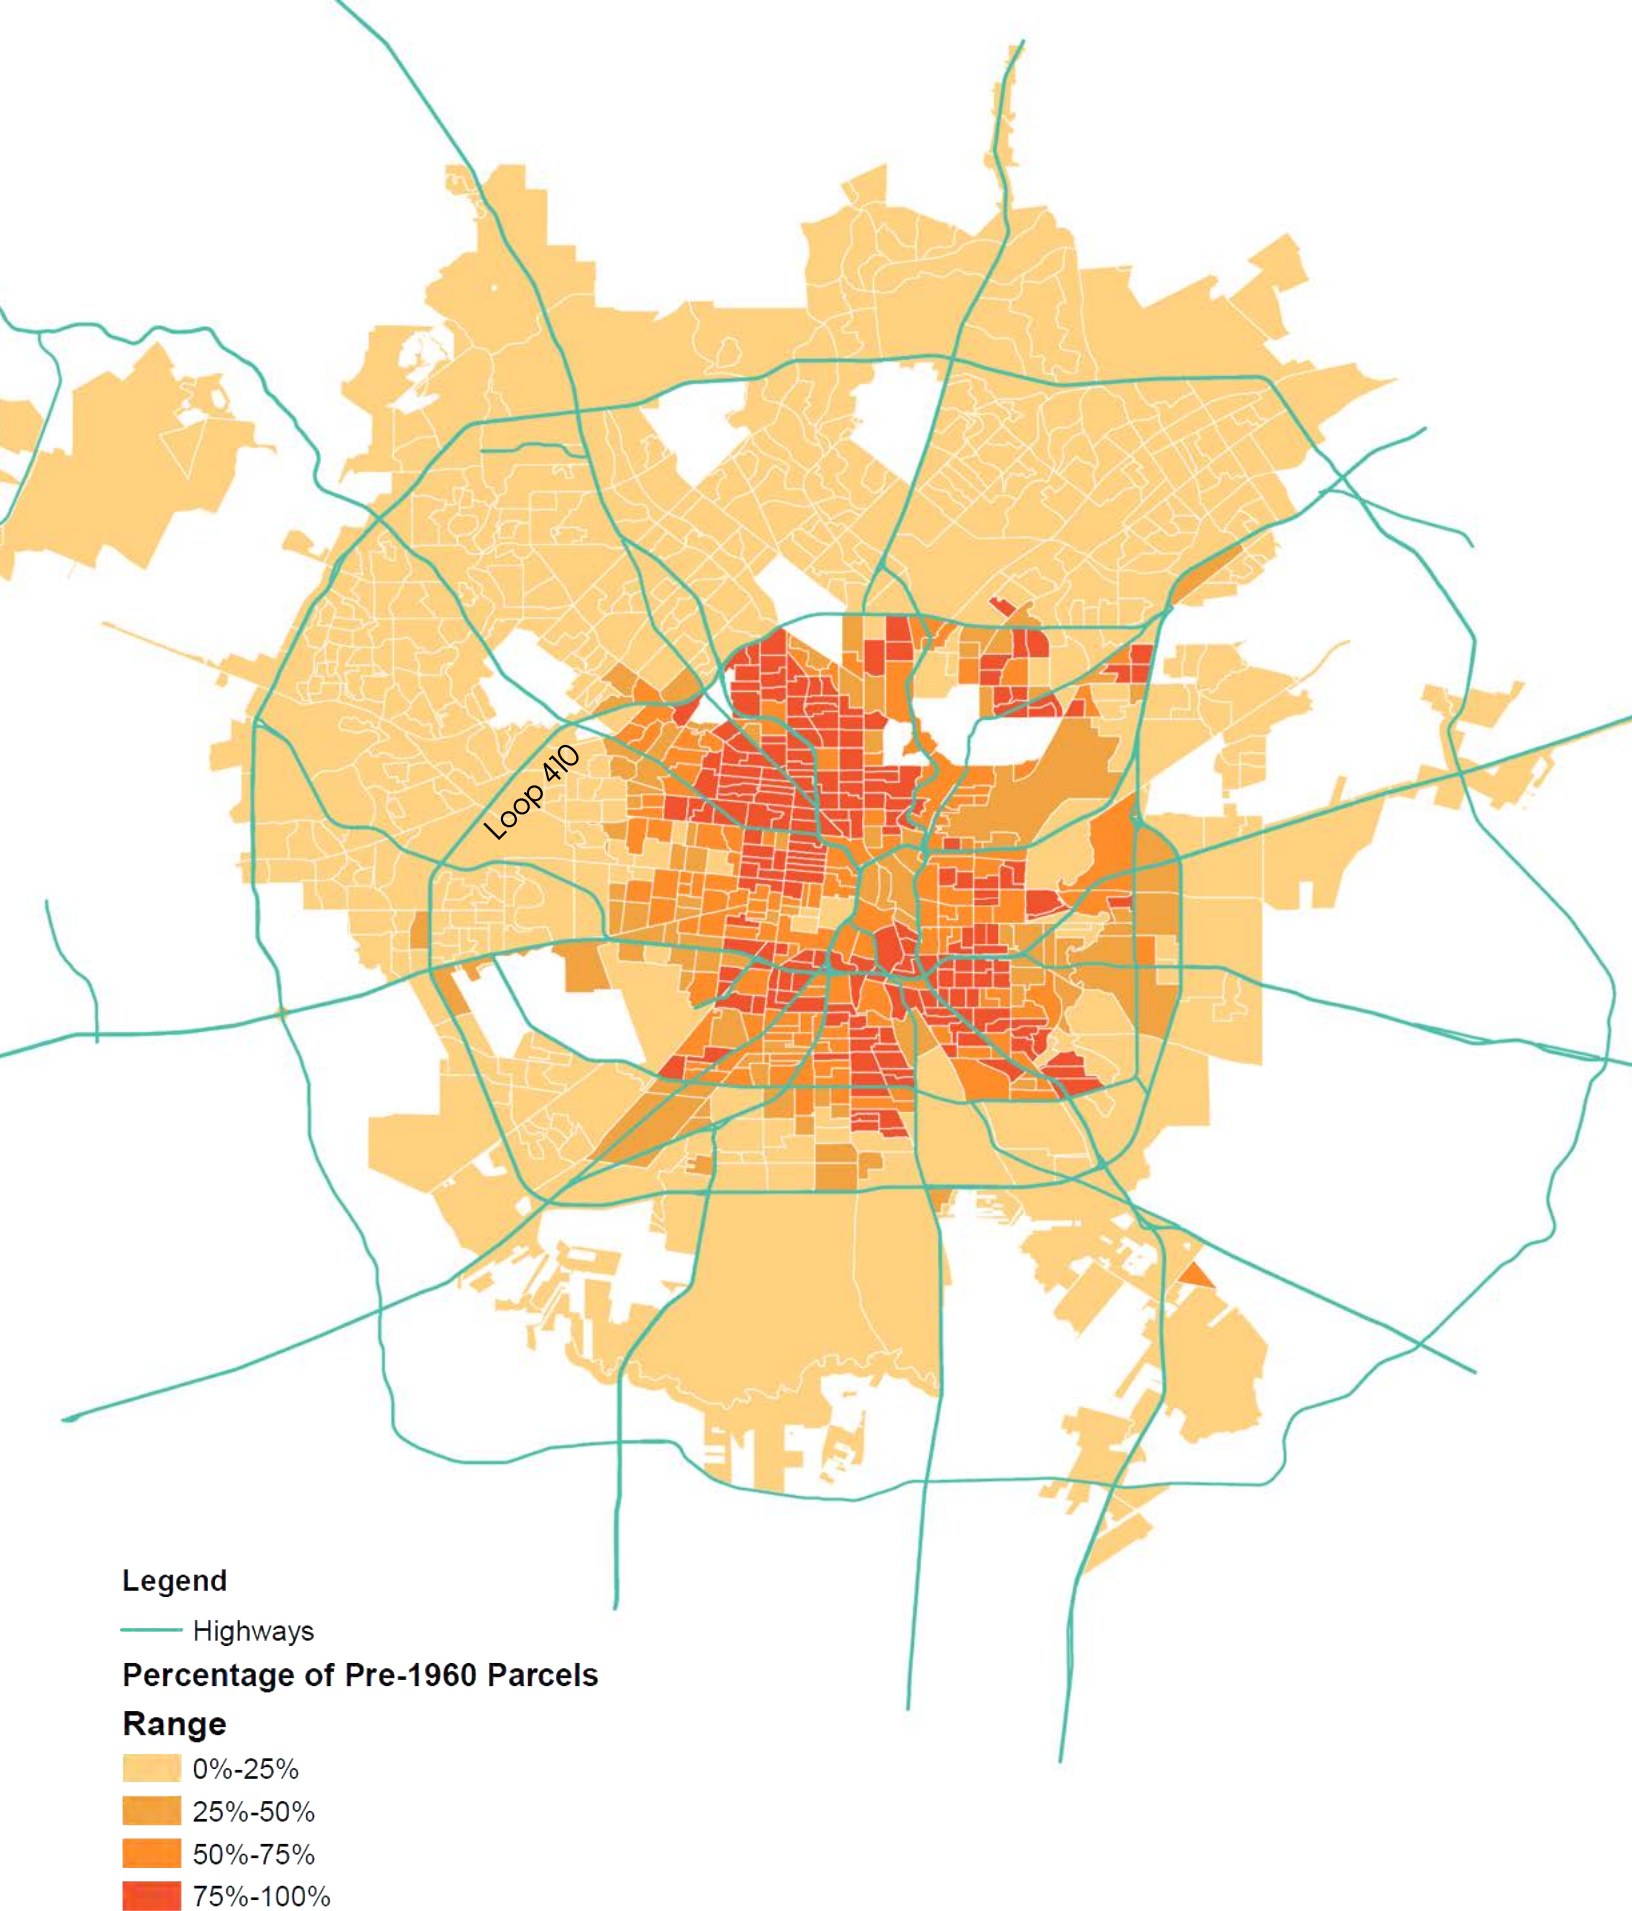 Loop 410
Legend
Highways
Percentage of Pre-1960 Parcels
Range
0%-25%
25%-50%
50%-75%
75%-100%